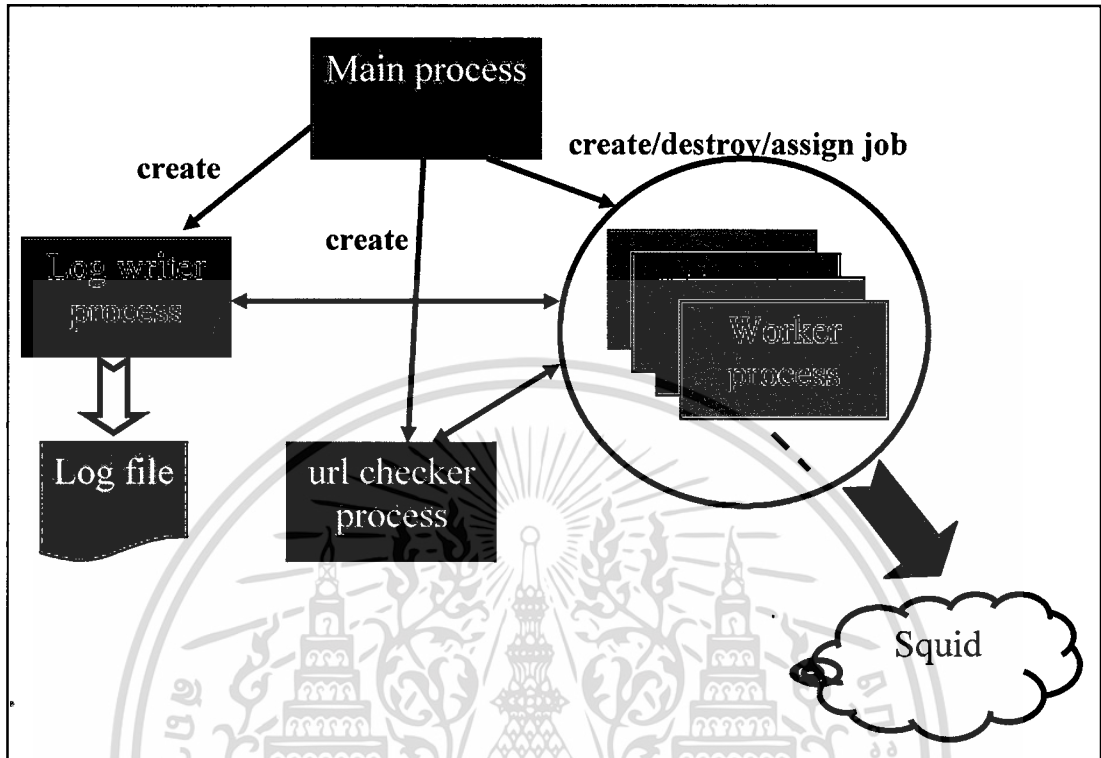 Main process
create/destroy/assign job
create
create
Log writer
process
Worker
process
Log file
url checker
process
Squid